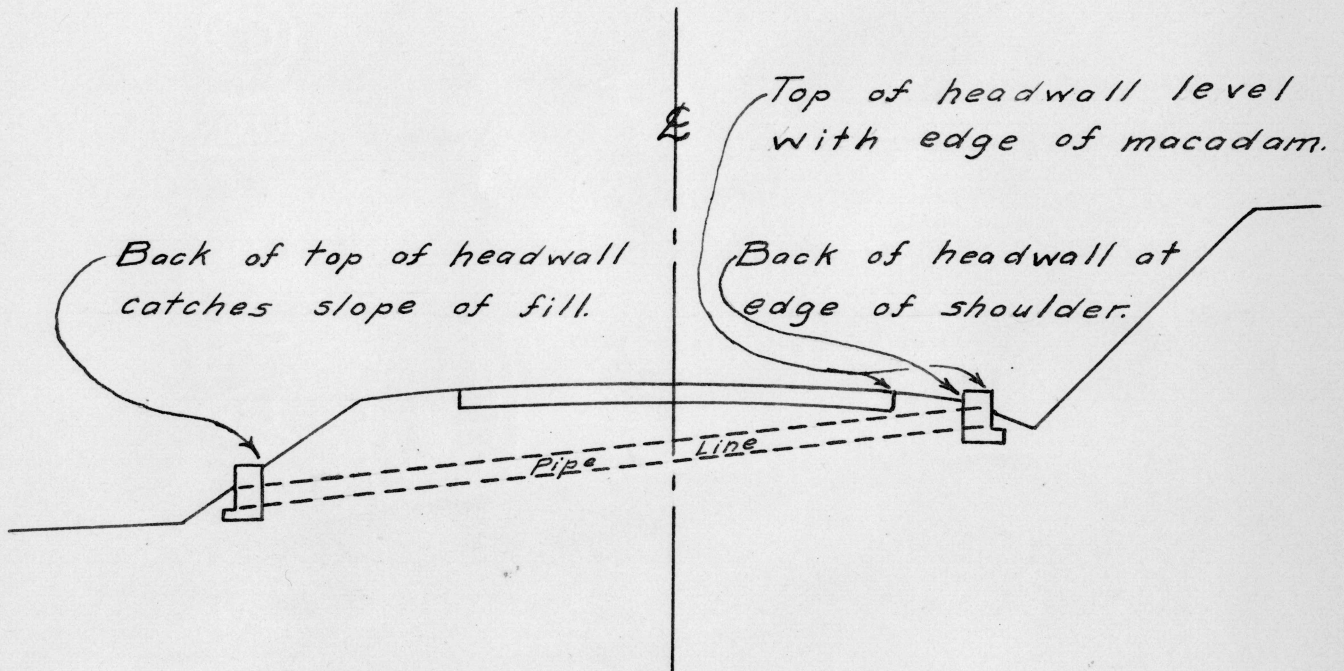 ℄
Top of headwall level
with edge of macadam.
Back of top of headwall
catches slope of fill.
Back of headwall at
edge of shoulder.
Pipe Line